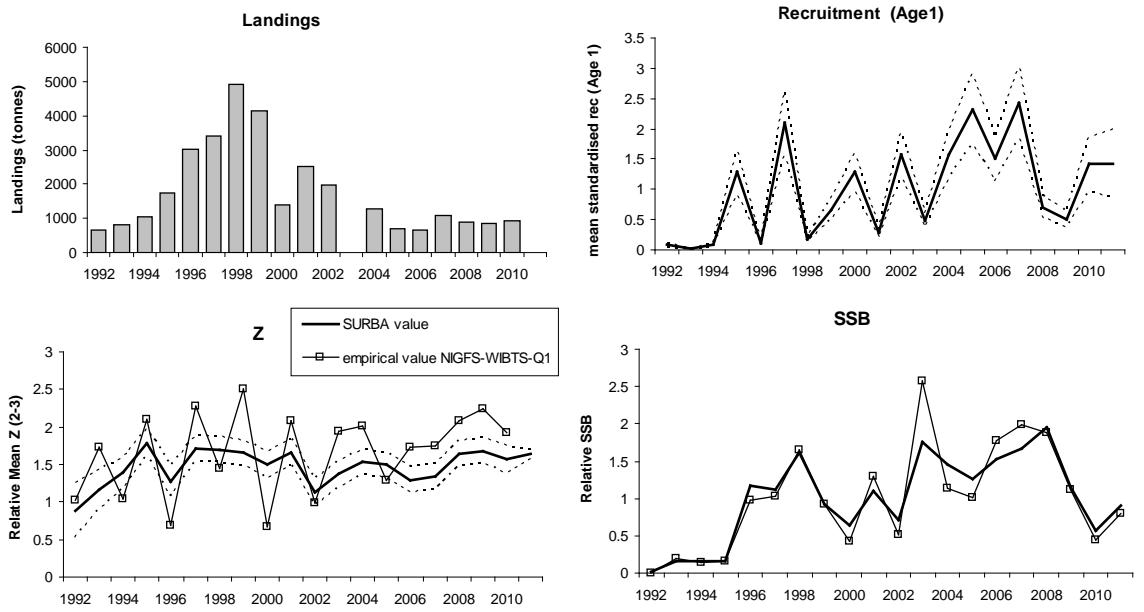 Landings
Landings (tonnes)
6000
5000
4000
3000
2000
1000
0
1992 1994 1996 1998 2000 2002 2004 2006 2008 2010
Recruitment (Age1)
mean standardised rec (Age 1)
3.5
3
2.5
2
1.5
1
0.5
0
1992 1994 1996 1998 2000 2002 2004 2006 2008 2010
Z
SURBA value
empirical value NIGFS-WIBTS-Q1
Relative Mean Z (2-3)
3
2.5
2
1.5
1
0.5
0
1992 1994 1996 1998 2000 2002 2004 2006 2008 2010
SSB
Relative SSB
3
2.5
2
1.5
1
0.5
0
1992 1994 1996 1998 2000 2002 2004 2006 2008 2010